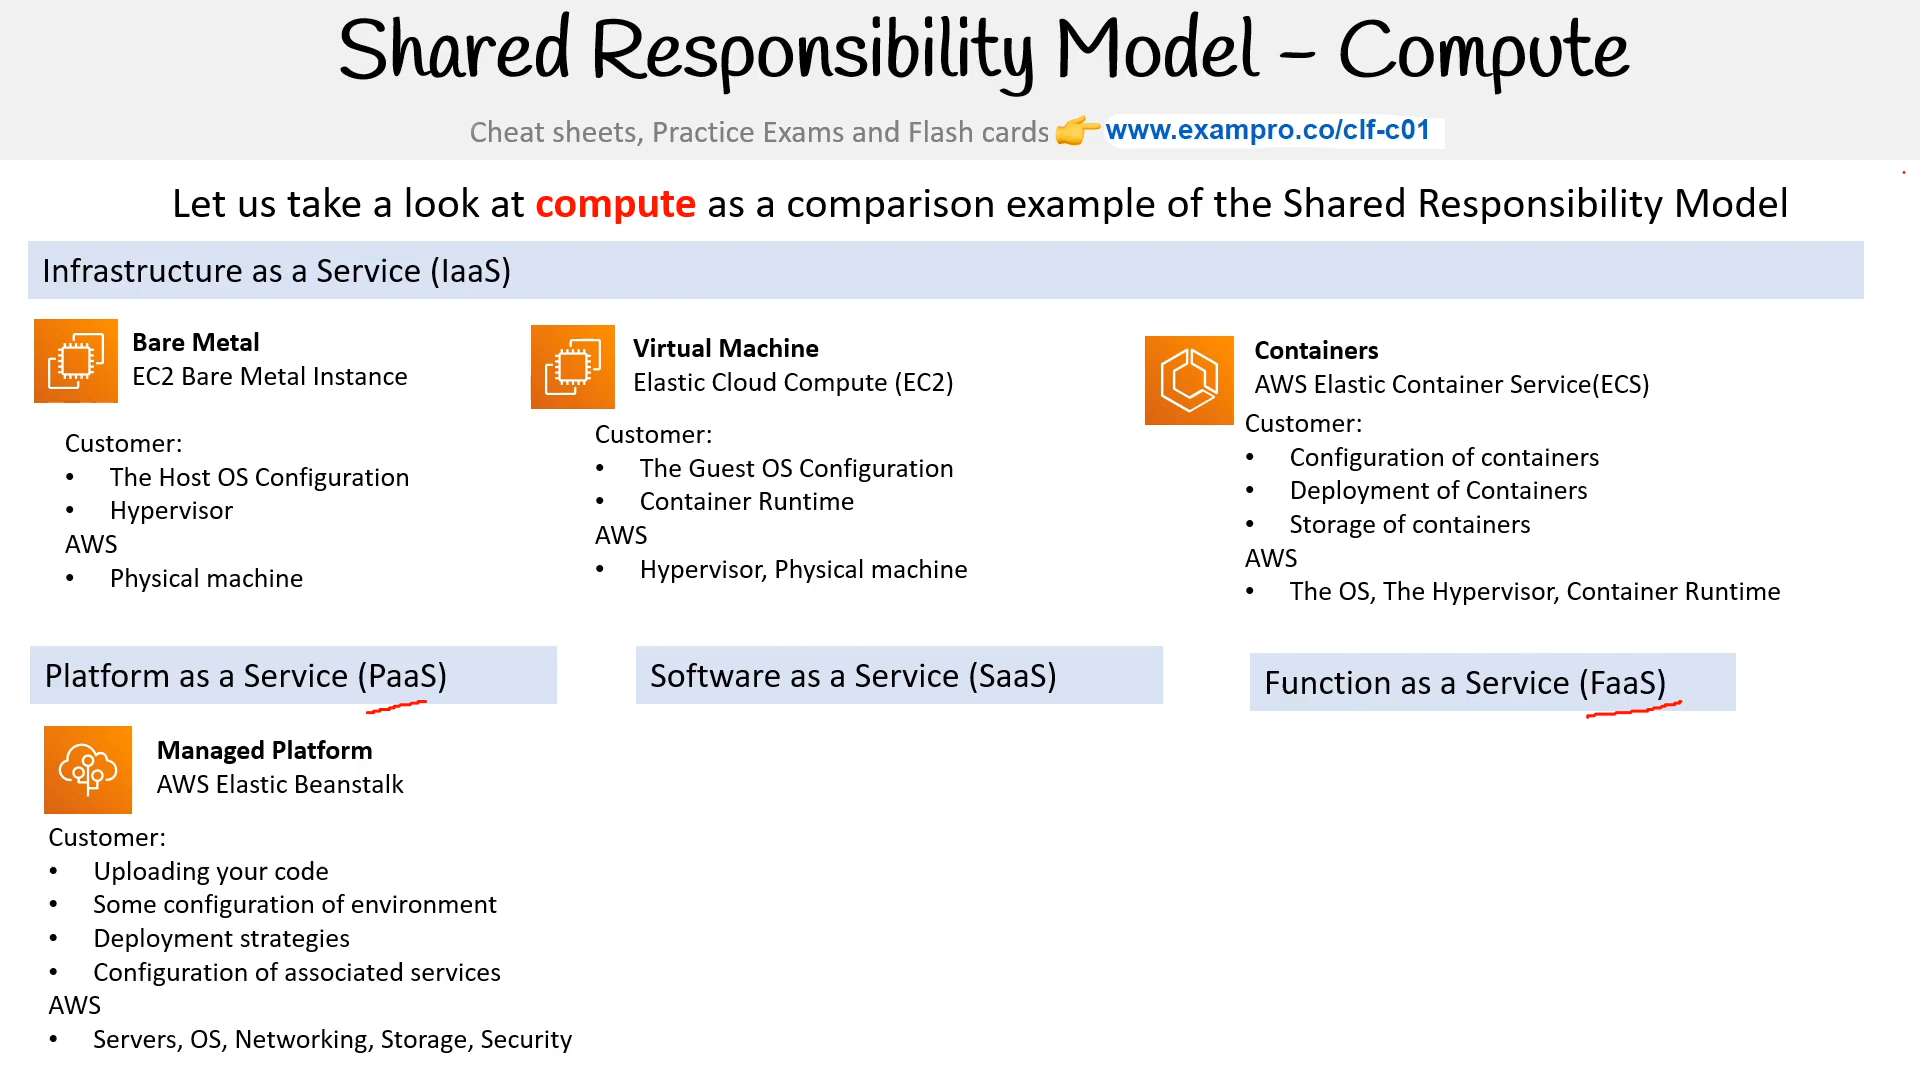 Shared Responsibility Model – Compute
Cheat sheets, Practice Exams and Flash cards 👉 www.exampro.co/clf-c01
Let us take a look at compute as a comparison example of the Shared Responsibility Model
Infrastructure as a Service (IaaS)
Bare Metal
EC2 Bare Metal Instance
Customer:
• The Host OS Configuration
• Hypervisor
AWS
• Physical machine
Virtual Machine
Elastic Cloud Compute (EC2)
Customer:
• The Guest OS Configuration
• Container Runtime
AWS
• Hypervisor, Physical machine
Containers
AWS Elastic Container Service(ECS)
Customer:
• Configuration of containers
• Deployment of Containers
• Storage of containers
AWS
• The OS, The Hypervisor, Container Runtime
Platform as a Service (PaaS)
Managed Platform
AWS Elastic Beanstalk
Customer:
• Uploading your code
• Some configuration of environment
• Deployment strategies
• Configuration of associated services
AWS
• Servers, OS, Networking, Storage, Security
Software as a Service (SaaS)
Function as a Service (FaaS)